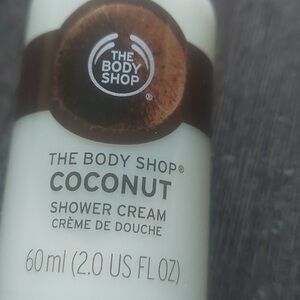 THE
BODY
SHOP
®
THE BODY SHOP®
COCONUT
SHOWER CREAM
CRÈME DE DOUCHE
60ml (2.0 US FL OZ)